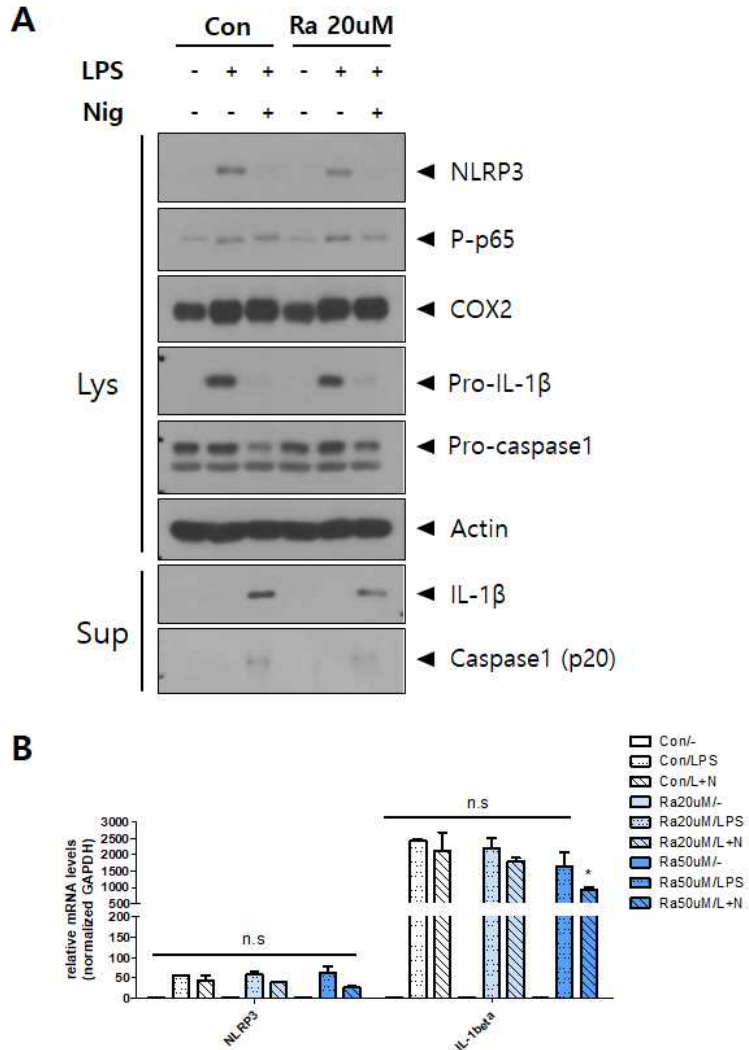 A
Con Ra 20uM
LPS - + + - + +
Nig - - + - - +
NLRP3
P-p65
COX2
Pro-IL-1β
Pro-caspase1
Actin
Lys
IL-1β
Caspase1 (p20)
Sup
B
relative mRNA levels
(normalized GAPDH)
3000
2500
2000
1500
1000
500
200
150
100
50
0
n.s
n.s
*
NLRP3
IL-1beta
Con/-
Con/LPS
Con/L+N
Ra20uM/-
Ra20uM/LPS
Ra20uM/L+N
Ra50uM/-
Ra50uM/LPS
Ra50uM/L+N